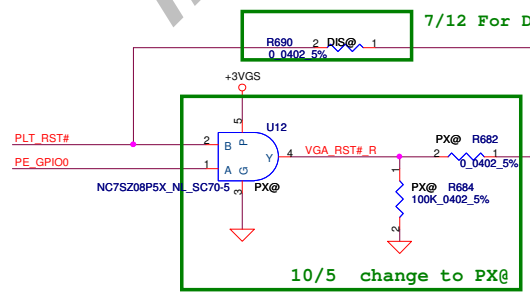 7/12 For D
R690 2 DIS@ 1
0_0402_5%
+3VGS
5
U12
PLT_RST# 2 B P
Y 4 VGA_RST#_R
PX@ R682
2 1
0_0402_5%
PE_GPIO0 1 A G
NC7SZ08P5X_NL_SC70-5 3 PX@
1
PX@ R684
100K_0402_5%
2
10/5 change to PX@